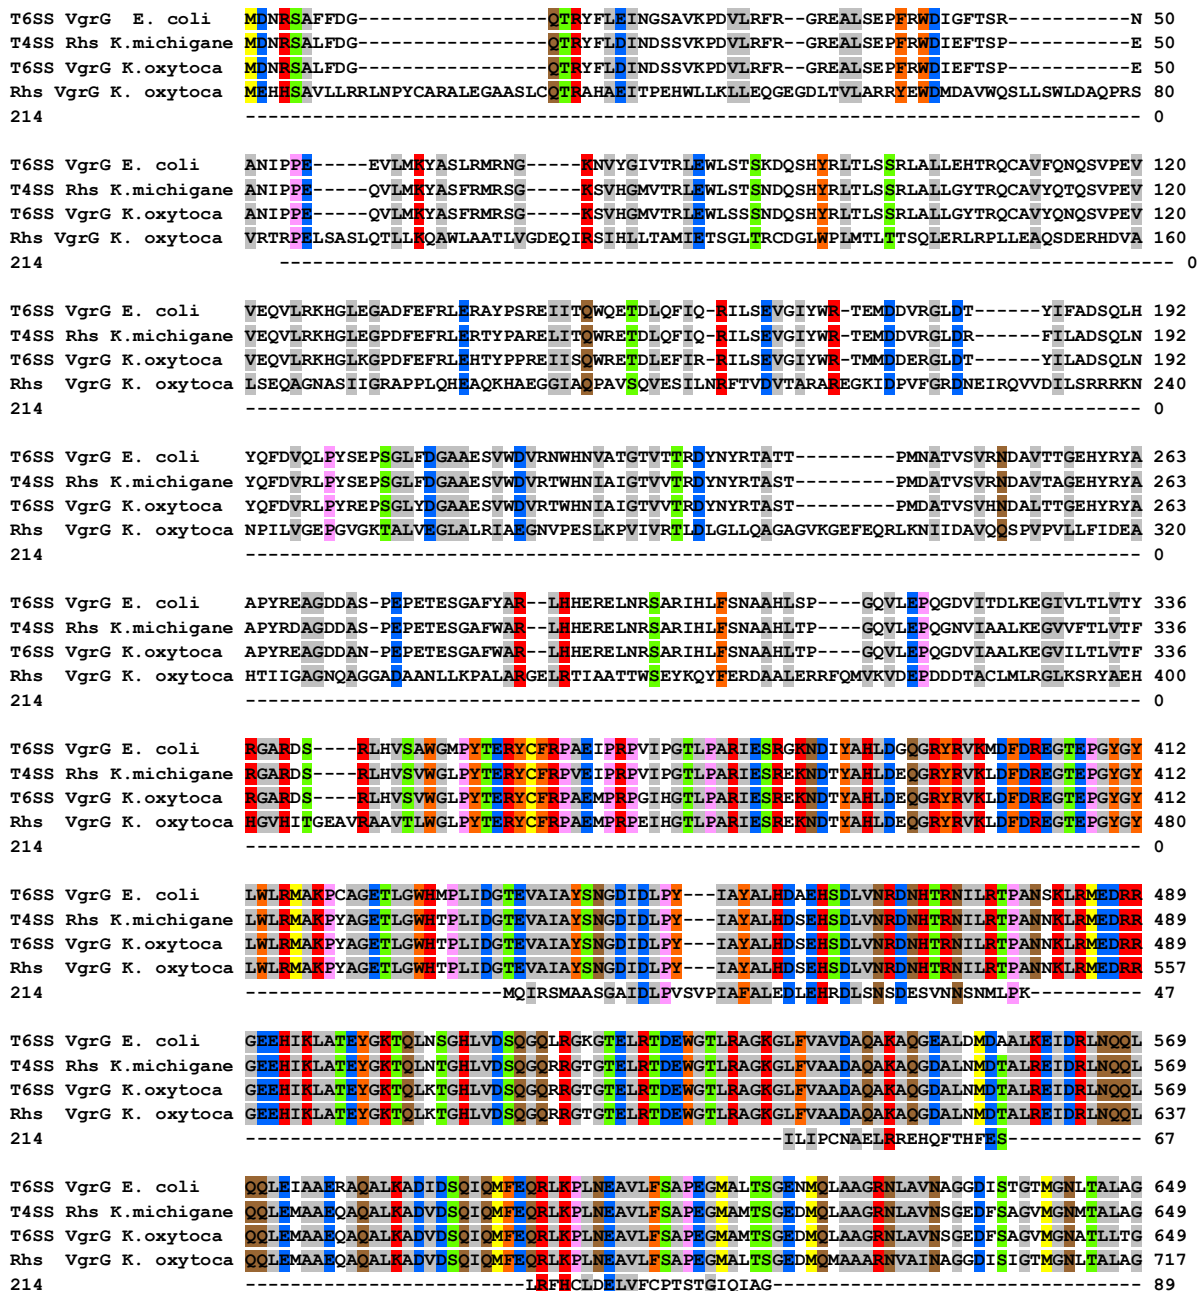 T6SS VgrG E. coli MDNRSAFFDG-----------------QTRYFLEINGSAVKPDVLRFR--GREALSEPFRWDIGFTSR-----------N 50
T4SS Rhs K.michigane MDNRSALFDG-----------------QTRYFLDINDSSVKPDVLRFR--GREALSEPFRWDIEFTSP-----------E 50
T6SS VgrG K.oxytoca MDNRSALFDG-----------------QTRYFLDINDSSVKPDVLRFR--GREALSEPFRWDIEFTSP-----------E 50
Rhs VgrG K. oxytoca MEHHSAVLLRRLNPYCARALEGAASLCQTRAHAEITPEHWLLKLLEQGEGDLTVLARRYEWDMDAVWQSLLSWLDAQPRS 80
214 -------------------------------------------------------------------------------- 0
T6SS VgrG E. coli ANIPPE-----EVLMKYASLRMRNG-----KNVYGIVTRLEWLSTSKDQSHYRLTLSSRLALLEHTRQCAVFQNQSVPEV 120
T4SS Rhs K.michigane ANIPPE-----QVLMKYASFRMRSG-----KSVHGMVTRLEWLSTSNDQSHYRLTLSSRLALLGYTRQCAVYQTQSVPEV 120
T6SS VgrG K.oxytoca ANIPPE-----QVLMKYASFRMRSG-----KSVHGMVTRLEWLSSSNDQSHYRLTLSSRLALLGYTRQCAVYQNQSVPEV 120
Rhs VgrG K. oxytoca VRTRPELSASLQTLLKQAWLAATLVGDEQIRSIHLLTAMIETSGLTRCDGLWPLMTLTTSQLERLRPLLEAQSDERHDVA 160
214 -------------------------------------------------------------------------------- 0
T6SS VgrG E. coli VEQVLRKHGLEGADFEFRLERAYPSREIITQWQETDLQFIQ-RILSEVGIYWR-TEMDDVRGLDT------YIFADSQLH 192
T4SS Rhs K.michigane VEQVLRKHGLEGPDFEFRLERTYPARELITQWRETDLQFIQ-RILSEVGIYWR-TEMDDVRGLDR------FILADSQLN 192
T6SS VgrG K.oxytoca VEQVLRKHGLKGPDFEFRLEHTYPPREIISQWRETDLEFIR-RILSEVGIYWR-TMMDDERGLDT------YILADSQLN 192
Rhs VgrG K. oxytoca LSEQAGNASIIGRAPPLQHEAQKHAEGGIAQPAVSQVESILNRFTVDVTARAREGKIDPVFGRDNEIRQVVDILSRRRKN 240
214 -------------------------------------------------------------------------------- 0
T6SS VgrG E. coli YQFDVQLPYSEPSGLFDGAAESVWDVRNWHNVATGTVTTRDYNYRTATT---------PMNATVSVRNDAVTTGEHYRYA 263
T4SS Rhs K.michigane YQFDVRLPYSEPSGLFDGAAESVWDVRTWHNIAIGTVVTRDYNYRTAST---------PMDATVSVRNDAVTAGEHYRYA 263
T6SS VgrG K.oxytoca YQFDVRLPYREPSGLYDGAAESVWDVRTWHNIAIGTVVTRDYNYRTAST---------PMDATVSVHNDALTTGEHYRYA 263
Rhs VgrG K. oxytoca NPILVGEPGVGKTALVEGLALRIAEGNVPESLKPVIVRTLDLGLLQAGAGVKGEFEQRLKNIIDAVQQSPVPVLLFIDEA 320
214 -------------------------------------------------------------------------------- 0
T6SS VgrG E. coli APYREAGDDAS-PEPETESGAFYAR--LHHERELNRSARIHLFSNAAHLSP----GQVLEPQGDVITDLKEGIVLTLVTY 336
T4SS Rhs K.michigane APYRDAGDDAS-PEPETESGAFWAR--LHHERELNRSARIHLFSNAAHLTP----GQVLEPQGNVIAALKEGVVFTLVTF 336
T6SS VgrG K.oxytoca APYREAGDDAN-PEPETESGAFWAR--LHHERELNRSARIHLFSNAAHLTP----GQVLEPQGDVIAALKEGVILTLVTF 336
Rhs VgrG K. oxytoca HTIIGAGNQAGGADAANLLKPALARGELRTIAATTWSEYKQYFERDAALERRFQMVKVDEPDDDTACLMLRGLKSRYAEH 400
214 -------------------------------------------------------------------------------- 0
T6SS VgrG E. coli RGARDS----RLHVSAWGMPYTERYCFRPAEIPRPVIPGTLPARIESRGKNDIYAHLDGQGRYRVKMDFDREGTEPGYGY 412
T4SS Rhs K.michigane RGARDS----RLHVSVWGLPYTERYCFRPVEIPRPVIPGTLPARIESREKNDTYAHLDEQGRYRVKLDFDREGTEPGYGY 412
T6SS VgrG K.oxytoca RGARDS----RLHVSVWGLPYTERYCFRPAEMPRPGIHGTLPARIESREKNDTYAHLDEQGRYRVKLDFDREGTEPGYGY 412
Rhs VgrG K. oxytoca HGVHITGEAVRAAVTLWGLPYTERYCFRPAEMPRPEIHGTLPARIESREKNDTYAHLDEQGRYRVKLDFDREGTEPGYGY 480
214 -------------------------------------------------------------------------------- 0
T6SS VgrG E. coli LWLRMAKPCAGETLGWHMPLIDGTEVAIAYSNGDIDLPY---IAYALHDAEHSDLVNRDNHTRNILRTPANSKLRMEDRR 489
T4SS Rhs K.michigane LWLRMAKPYAGETLGWHTPLIDGTEVAIAYSNGDIDLPY---IAYALHDSEHSDLVNRDNHTRNILRTPANNKLRMEDRR 489
T6SS VgrG K.oxytoca LWLRMAKPYAGETLGWHTPLIDGTEVAIAYSNGDIDLPY---IAYALHDSEHSDLVNRDNHTRNILRTPANNKLRMEDRR 489
Rhs VgrG K. oxytoca LWLRMAKPYAGETLGWHTPLIDGTEVAIAYSNGDIDLPY---IAYALHDSEHSDLVNRDNHTRNILRTPANNKLRMEDRR 557
214 -----------------------MQIRSMAASGAIDLPVSVPIAFALEDLEHRDLSNSDESVNNSNMLPK---------- 47
T6SS VgrG E. coli GEEHIKLATEYGKTQLNSGHLVDSQGQLRGKGTELRTDEWGTLRAGKGLFVAVDAQAKAQGEALDMDAALKEIDRLNQQL 569
T4SS Rhs K.michigane GEEHIKLATEYGKTQLNTGHLVDSQGQRRGTGTELRTDEWGTLRAGKGLFVAADAQAKAQGDALNMDTALREIDRLNQQL 569
T6SS VgrG K.oxytoca GEEHIKLATEYGKTQLKTGHLVDSQGQRRGTGTELRTDEWGTLRAGKGLFVAADAQAKAQGDALNMDTALREIDRLNQQL 569
Rhs VgrG K. oxytoca GEEHIKLATEYGKTQLKTGHLVDSQGQRRGTGTELRTDEWGTLRAGKGLFVAADAQAKAQGDALNMDTALREIDRLNQQL 637
214 ------------------------------------------------ILIPCNAELRREHQFTHFES------------ 67
T6SS VgrG E. coli QQLEIAAERAQALKADIDSQIQMFEQRLKPLNEAVLFSAPEGMALTSGENMQLAAGRNLAVNAGGDISTGTMGNLTALAG 649
T4SS Rhs K.michigane QQLEMAAEQAQALKADVDSQIQMFEQRLKPLNEAVLFSAPEGMAMTSGEDMQLAAGRNLAVNSGEDFSAGVMGNMTALAG 649
T6SS VgrG K.oxytoca QQLEMAAEQAQALKADVDSQIQMFEQRLKPLNEAVLFSAPEGMAMTSGEDMQLAAGRNLAVNSGEDFSAGVMGNATLLTG 649
Rhs VgrG K. oxytoca QQLEMAAEQAQALKADVDSQIQMFEQRLKPLNEAVLFSAPEGMALTSGEDMQMAAARNVAINAGGDISIGTMGNLTALAG 717
214 -------------------------LRFHCLDELVFCPTSTGIQIAG--------------------------------- 89